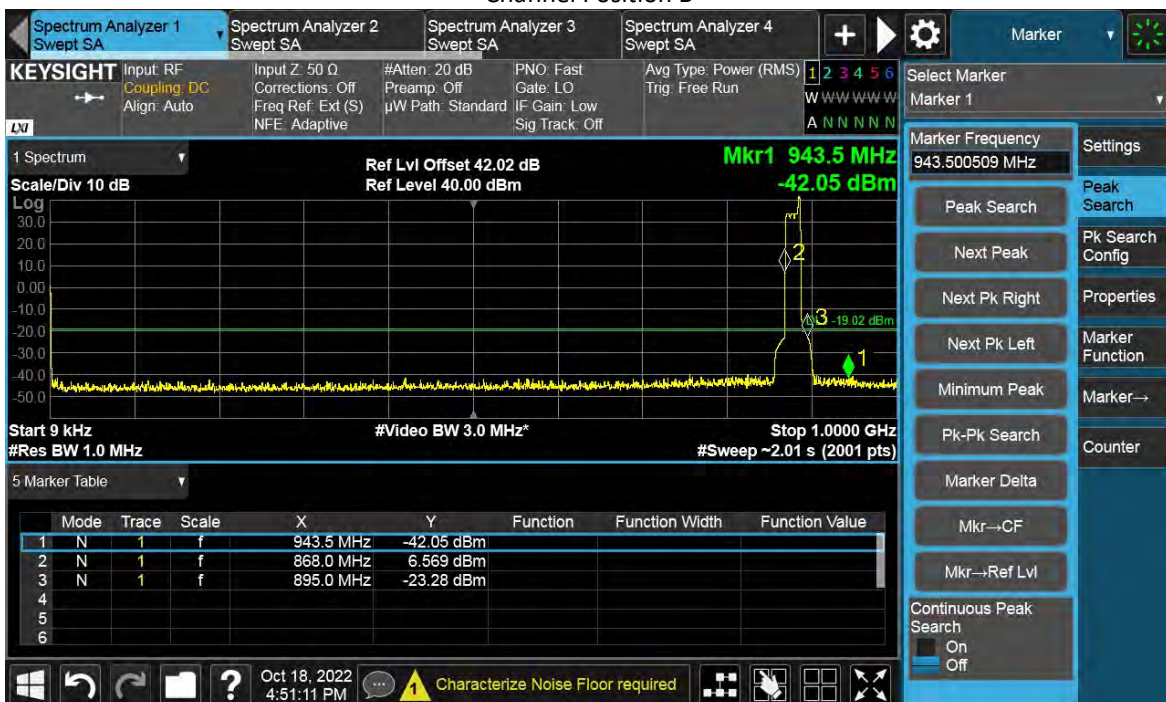 Channel Position B
Spectrum Analyzer 1
Swept SA
Spectrum Analyzer 2
Swept SA
Spectrum Analyzer 3
Swept SA
Spectrum Analyzer 4
Swept SA
Marker
KEYSIGHT
LXI
Input: RF
Coupling: DC
Align: Auto
Input Z: 50 Ω
Corrections: Off
Freq Ref: Ext (S)
NFE: Adaptive
#Atten: 20 dB
Preamp: Off
µW Path: Standard
PNO: Fast
Gate: LO
IF Gain: Low
Sig Track: Off
Avg Type: Power (RMS)
Trig: Free Run
1 2 3 4 5 6
W W W W W W
A N N N N N
Select Marker
Marker 1
1 Spectrum
Scale/Div 10 dB
Ref Lvl Offset 42.02 dB
Ref Level 40.00 dBm
Mkr1 943.5 MHz
-42.05 dBm
Log
30.0
20.0
10.0
0.00
-10.0
-20.0
-30.0
-40.0
-50.0
2
3
-19.02 dBm
1
Start 9 kHz
#Res BW 1.0 MHz
#Video BW 3.0 MHz*
Stop 1.0000 GHz
#Sweep ~2.01 s (2001 pts)
5 Marker Table
Mode Trace Scale X Y Function Function Width Function Value
1 N 1 f 943.5 MHz -42.05 dBm
2 N 1 f 868.0 MHz 6.569 dBm
3 N 1 f 895.0 MHz -23.28 dBm
4
5
6
Marker Frequency
943.500509 MHz
Peak Search
Next Peak
Next Pk Right
Next Pk Left
Minimum Peak
Pk-Pk Search
Marker Delta
Mkr→CF
Mkr→Ref Lvl
Continuous Peak
Search
On
Off
Settings
Peak
Search
Pk Search
Config
Properties
Marker
Function
Marker→
Counter
?
Oct 18, 2022
4:51:11 PM
1
Characterize Noise Floor required